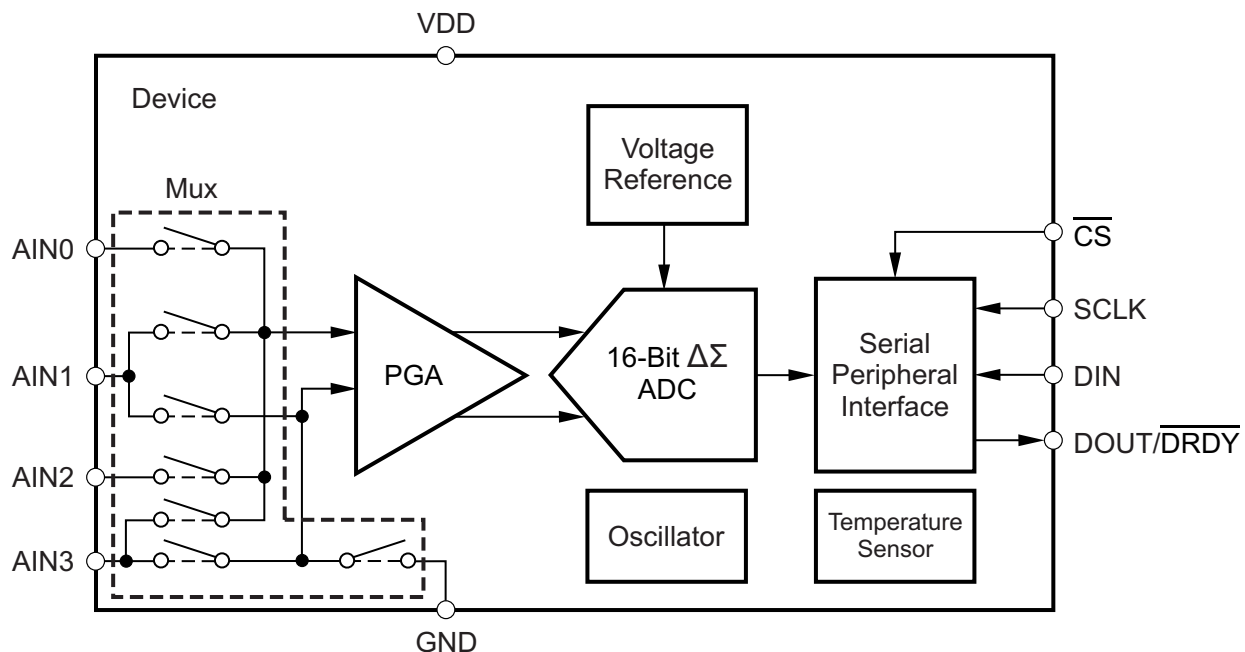 VDD
Device
Voltage
Reference
Mux
AIN0
CS
SCLK
AIN1
PGA
16-Bit ΔΣ
ADC
Serial
Peripheral
Interface
DIN
DOUT/DRDY
AIN2
AIN3
Oscillator
Temperature
Sensor
GND